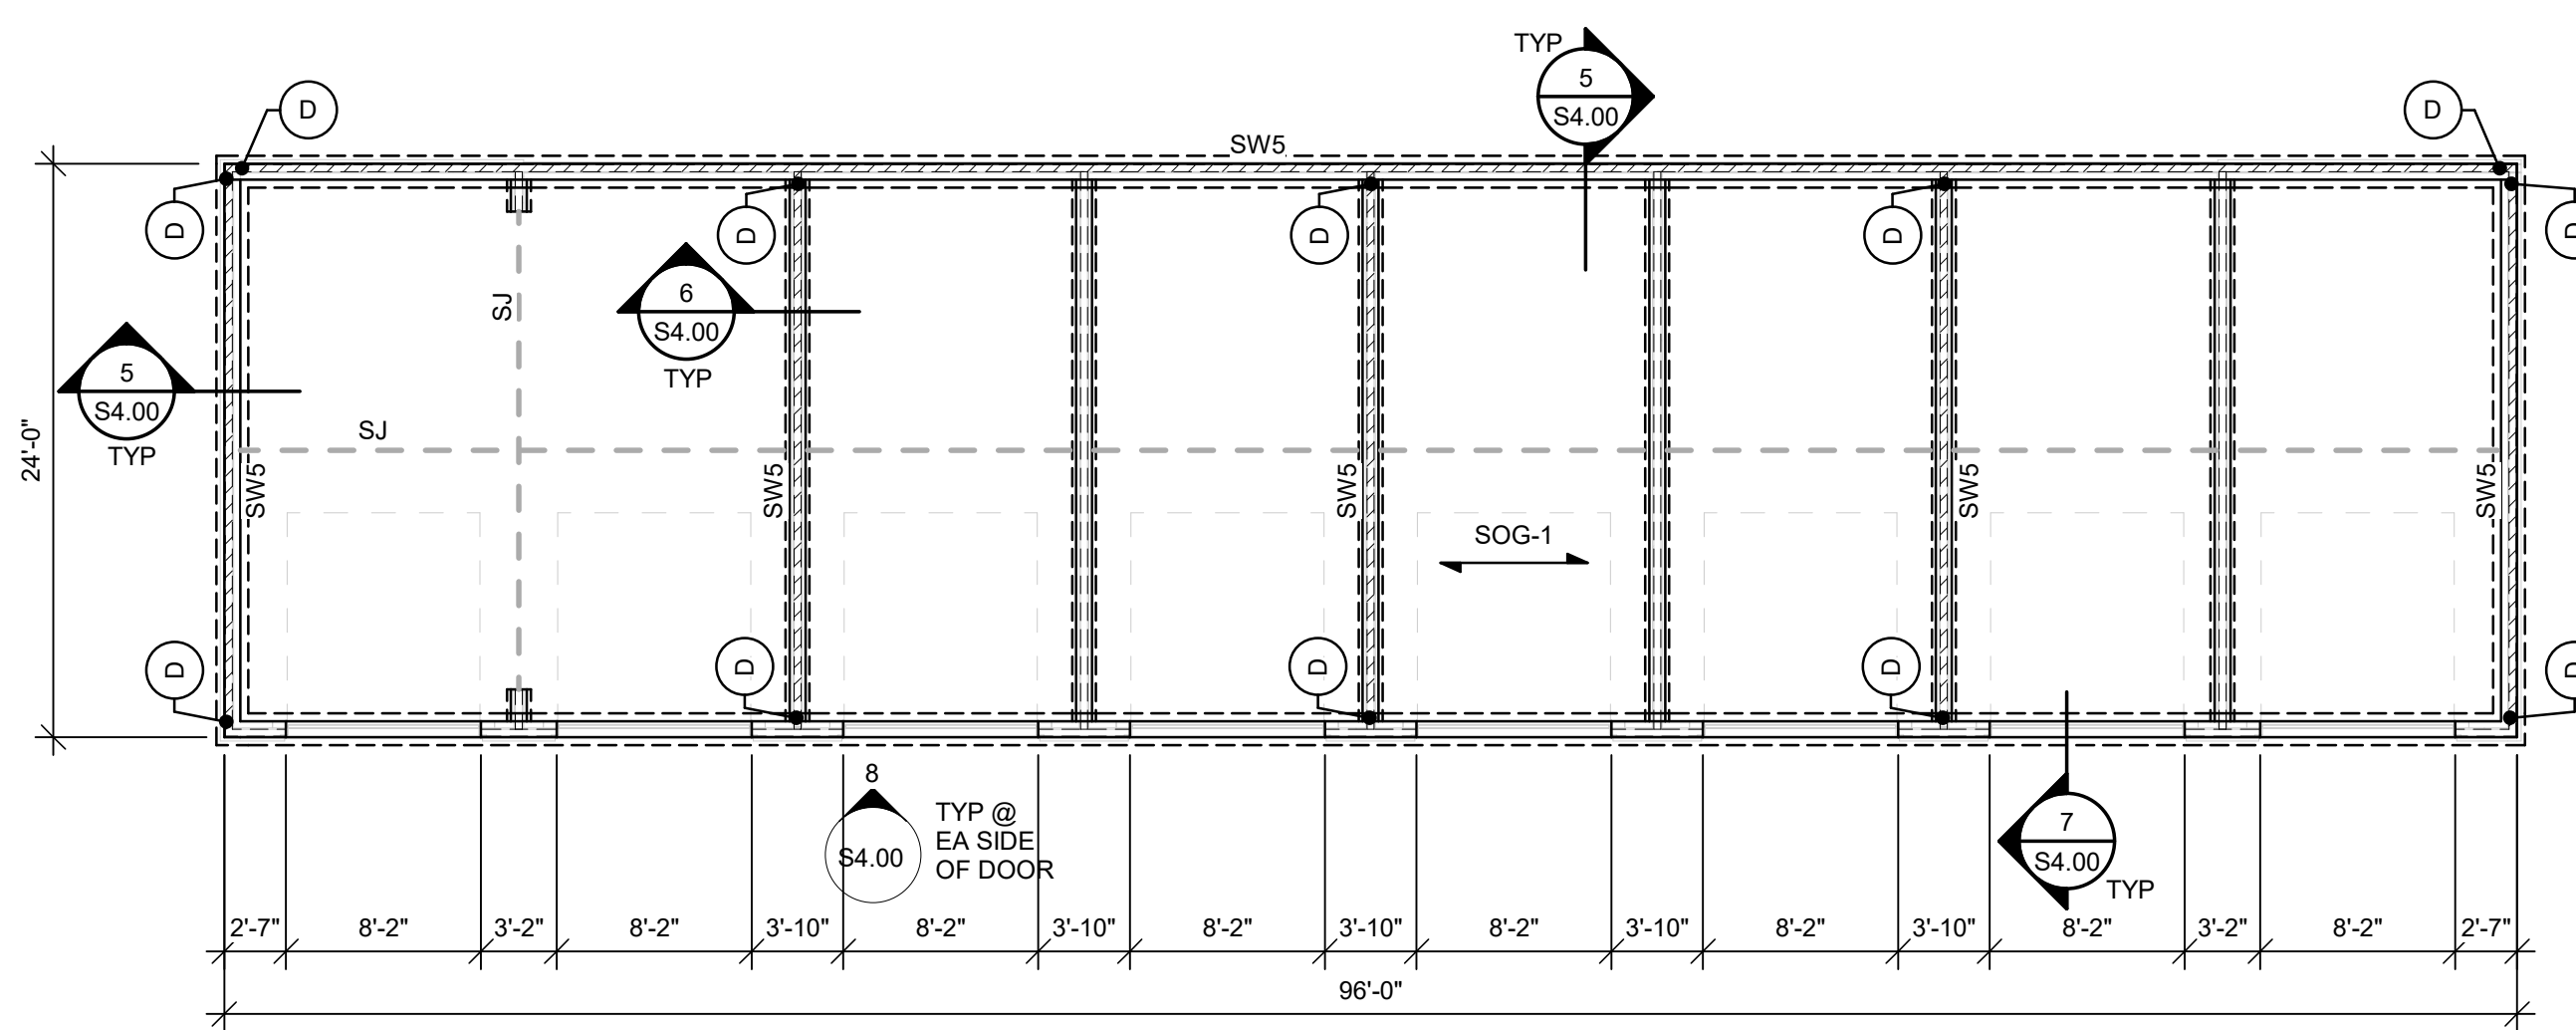 TYP
5
S4.00
D
D
SW5
D
D
D
D
D
6
S4.00
TYP
SJ
5
S4.00
TYP
SJ
24'-0"
SW5
SW5
SW5
SW5
SW5
SOG-1
D
D
D
D
D
8
S4.00
TYP @
EA SIDE
OF DOOR
7
S4.00
TYP
2'-7"
8'-2"
3'-2"
8'-2"
3'-10"
8'-2"
3'-10"
8'-2"
3'-10"
8'-2"
3'-10"
8'-2"
3'-10"
8'-2"
3'-2"
8'-2"
2'-7"
96'-0"